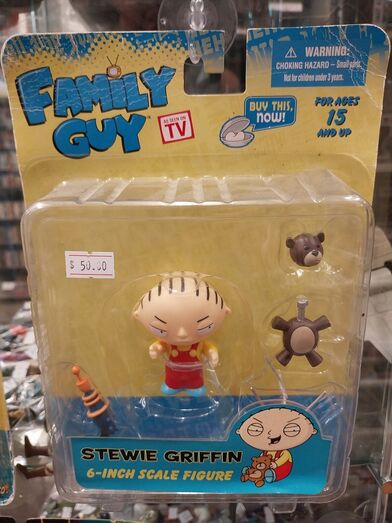 WARNING:
CHOKING HAZARD – Small parts.
Not for children under 3 years.
FAMILY
GUY
AS SEEN ON
TV
BUY THIS,
now!
FOR AGES
15
AND UP
$ 50.00
STEWIE GRIFFIN
6-INCH SCALE FIGURE